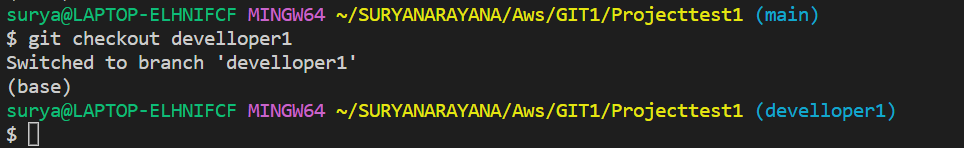 surya@LAPTOP-ELHNIFCF MINGW64 ~/SURYANARAYANA/Aws/GIT1/Projecttest1 (main)
$ git checkout develloper1
Switched to branch 'develloper1'
(base)
surya@LAPTOP-ELHNIFCF MINGW64 ~/SURYANARAYANA/Aws/GIT1/Projecttest1 (develloper1)
$